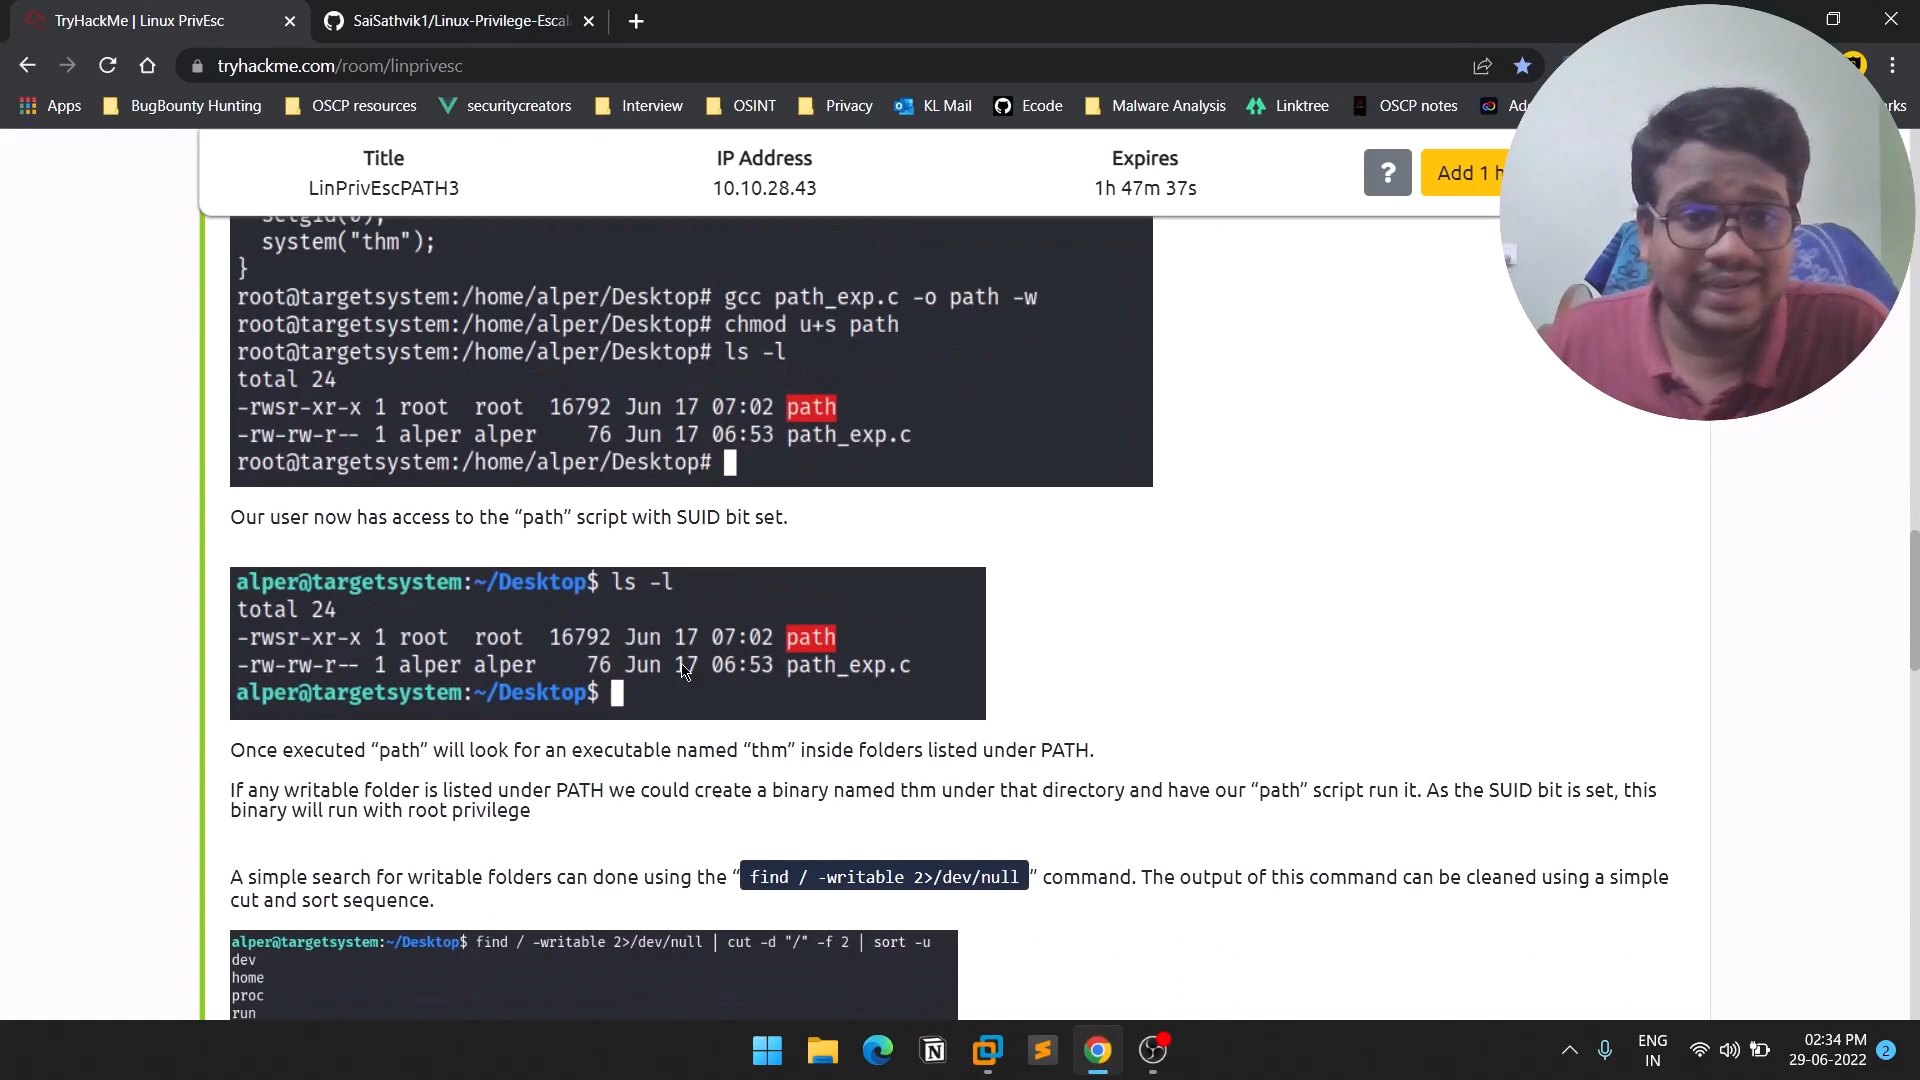 TryHackMe | Linux PrivEsc
SaiSathvik1/Linux-Privilege-Escal
tryhackme.com/room/linprivesc
Apps BugBounty Hunting OSCP resources securitycreators Interview OSINT Privacy KL Mail Ecode Malware Analysis Linktree OSCP notes
Title IP Address Expires
LinPrivEscPATH3 10.10.28.43 1h 47m 37s
? Add 1 h
setgid(0);
system("thm");
}
root@targetsystem:/home/alper/Desktop# gcc path_exp.c -o path -w
root@targetsystem:/home/alper/Desktop# chmod u+s path
root@targetsystem:/home/alper/Desktop# ls -l
total 24
-rwsr-xr-x 1 root root 16792 Jun 17 07:02 path
-rw-rw-r-- 1 alper alper 76 Jun 17 06:53 path_exp.c
root@targetsystem:/home/alper/Desktop#
Our user now has access to the “path” script with SUID bit set.
alper@targetsystem:~/Desktop$ ls -l
total 24
-rwsr-xr-x 1 root root 16792 Jun 17 07:02 path
-rw-rw-r-- 1 alper alper 76 Jun 17 06:53 path_exp.c
alper@targetsystem:~/Desktop$
Once executed “path” will look for an executable named “thm” inside folders listed under PATH.
If any writable folder is listed under PATH we could create a binary named thm under that directory and have our “path” script run it. As the SUID bit is set, this
binary will run with root privilege
A simple search for writable folders can done using the “ find / -writable 2>/dev/null ” command. The output of this command can be cleaned using a simple
cut and sort sequence.
alper@targetsystem:~/Desktop$ find / -writable 2>/dev/null | cut -d "/" -f 2 | sort -u
dev
home
proc
run
ENG
IN
02:34 PM
29-06-2022
2